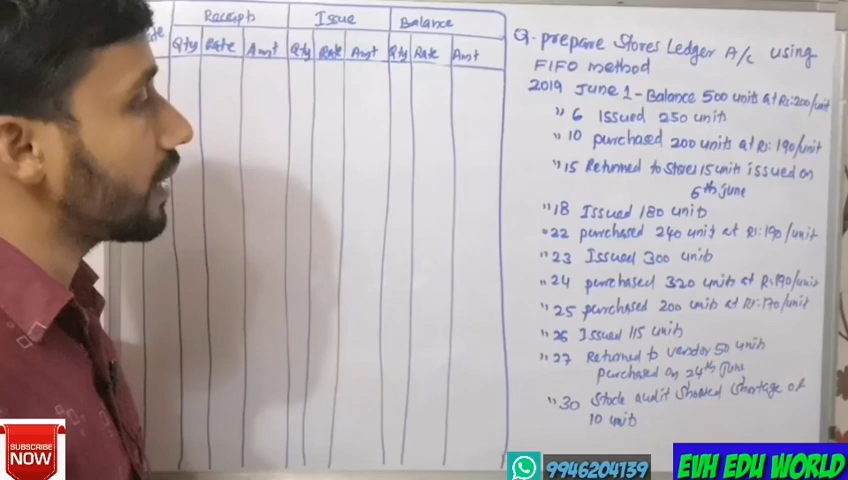 Receipts Issue Balance
Qty Rate Amt Qty Rate Amt Qty Rate Amt
Q. prepare Stores Ledger A/c using
FIFO method
2019 June 1 - Balance 500 units at Rs: 200/unit
" 6 Issued 250 units
" 10 purchased 200 units at Rs: 190/unit
" 15 Returned to Stores 15 units issued on
6th June
" 18 Issued 180 units
" 22 purchased 240 unit at Rs: 190/unit
" 23 Issued 300 units
" 24 purchased 320 units at Rs. 190/unit
" 25 purchased 200 units at Rs: 170/unit
" 26 Issued 115 units
" 27 Returned to vendor 50 units
purchased on 24th June
" 30 Stock audit showed shortage of
10 units
SUBSCRIBE
NOW
9946204139
EVH EDU WORLD